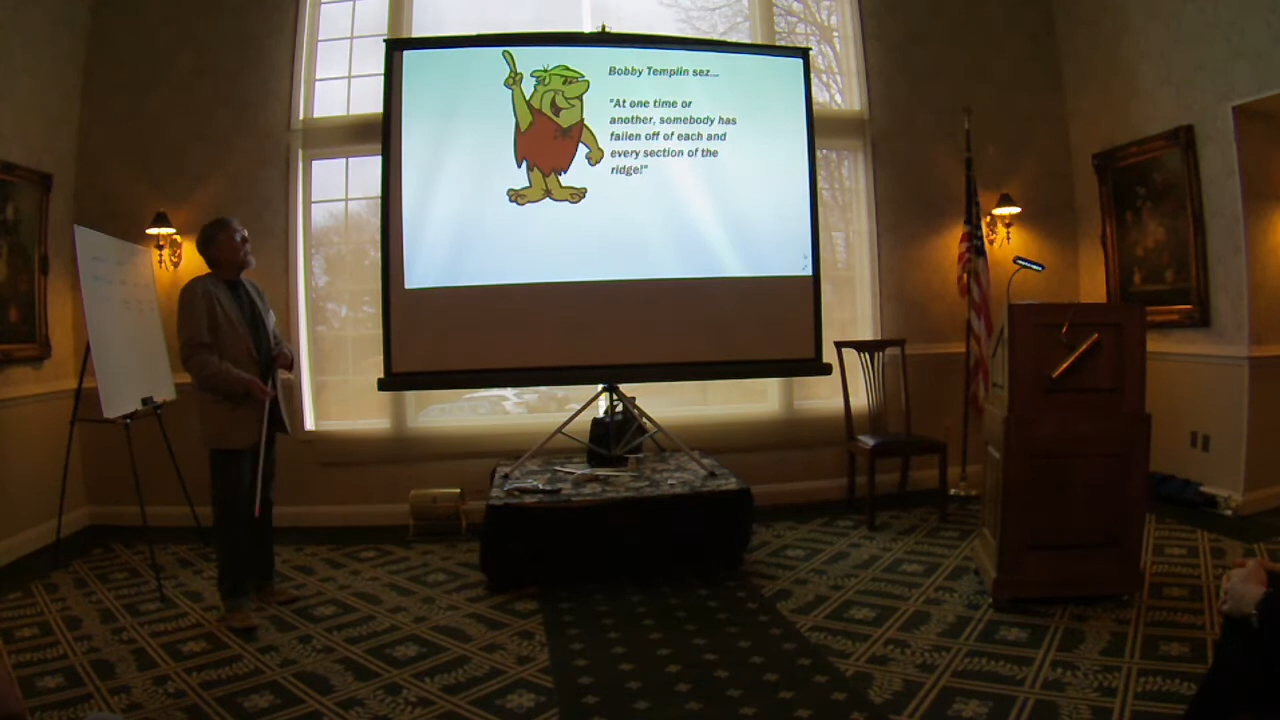 Bobby Templin sez...
"At one time or
another, somebody has
fallen off of each and
every section of the
ridge!"